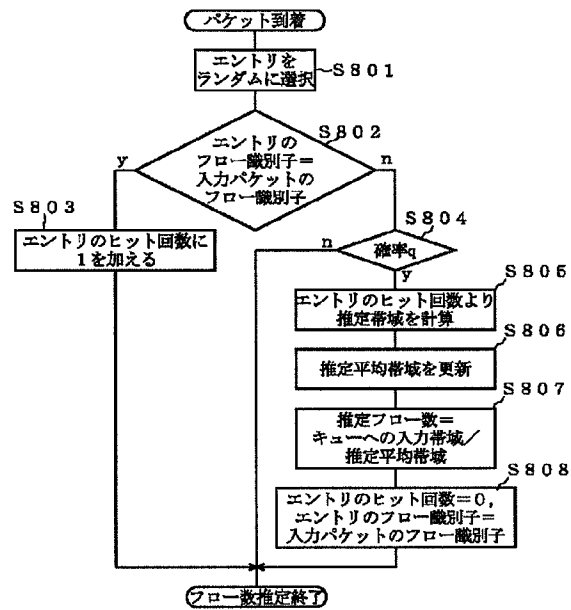 パケット到着
エントリを
ランダムに選択
S801
エントリの
フロー識別子=
入力パケットの
フロー識別子
S802
y
n
S803
エントリのヒット回数に
1を加える
S804
確率q
n
y
S805
エントリのヒット回数より
推定帯域を計算
S806
推定平均帯域を更新
S807
推定フロー数=
キューへの入力帯域/
推定平均帯域
S808
エントリのヒット回数=0,
エントリのフロー識別子=
入力パケットのフロー識別子
フロー数推定終了